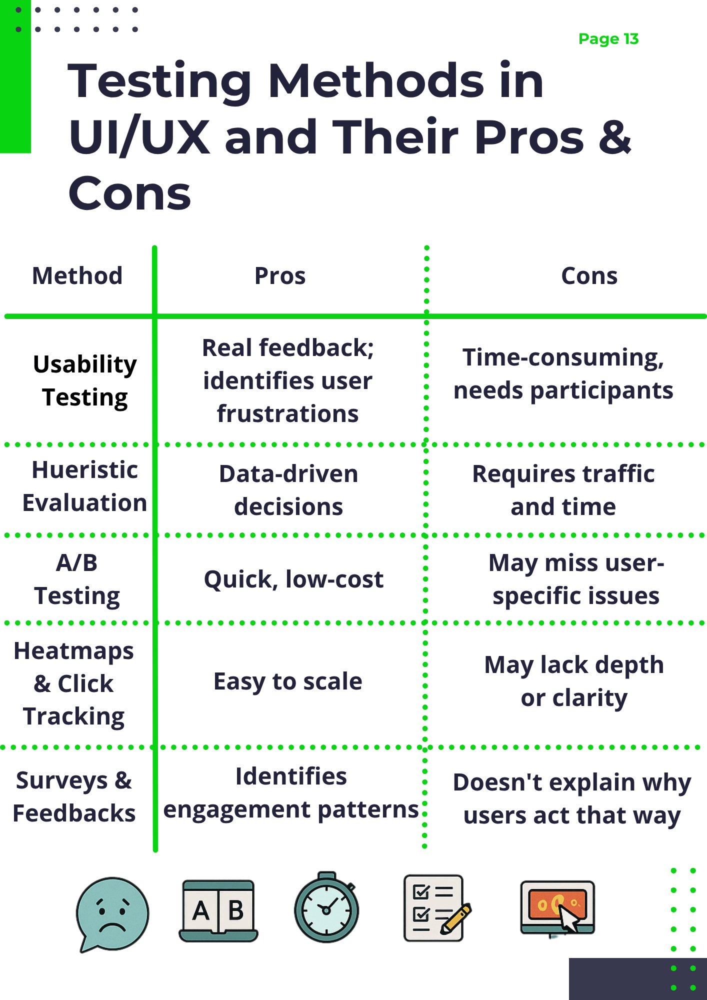 Page 13
Testing Methods in
UI/UX and Their Pros &
Cons
Method
Pros
Cons
Usability
Testing
Real feedback;
identifies user
frustrations
Time-consuming,
needs participants
Hueristic
Evaluation
Data-driven
decisions
Requires traffic
and time
A/B
Testing
Quick, low-cost
May miss user-
specific issues
Heatmaps
& Click
Tracking
Easy to scale
May lack depth
or clarity
Surveys &
Feedbacks
Identifies
engagement patterns
Doesn't explain why
users act that way
A B